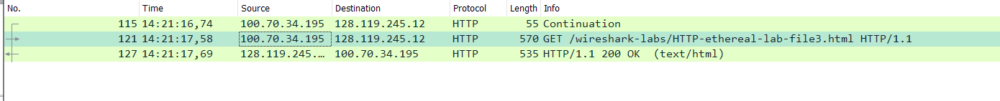 No. Time Source Destination Protocol Length Info
115 14:21:16,74 100.70.34.195 128.119.245.12 HTTP 55 Continuation
121 14:21:17,58 100.70.34.195 128.119.245.12 HTTP 570 GET /wireshark-labs/HTTP-ethereal-lab-file3.html HTTP/1.1
127 14:21:17,69 128.119.245.… 100.70.34.195 HTTP 535 HTTP/1.1 200 OK (text/html)